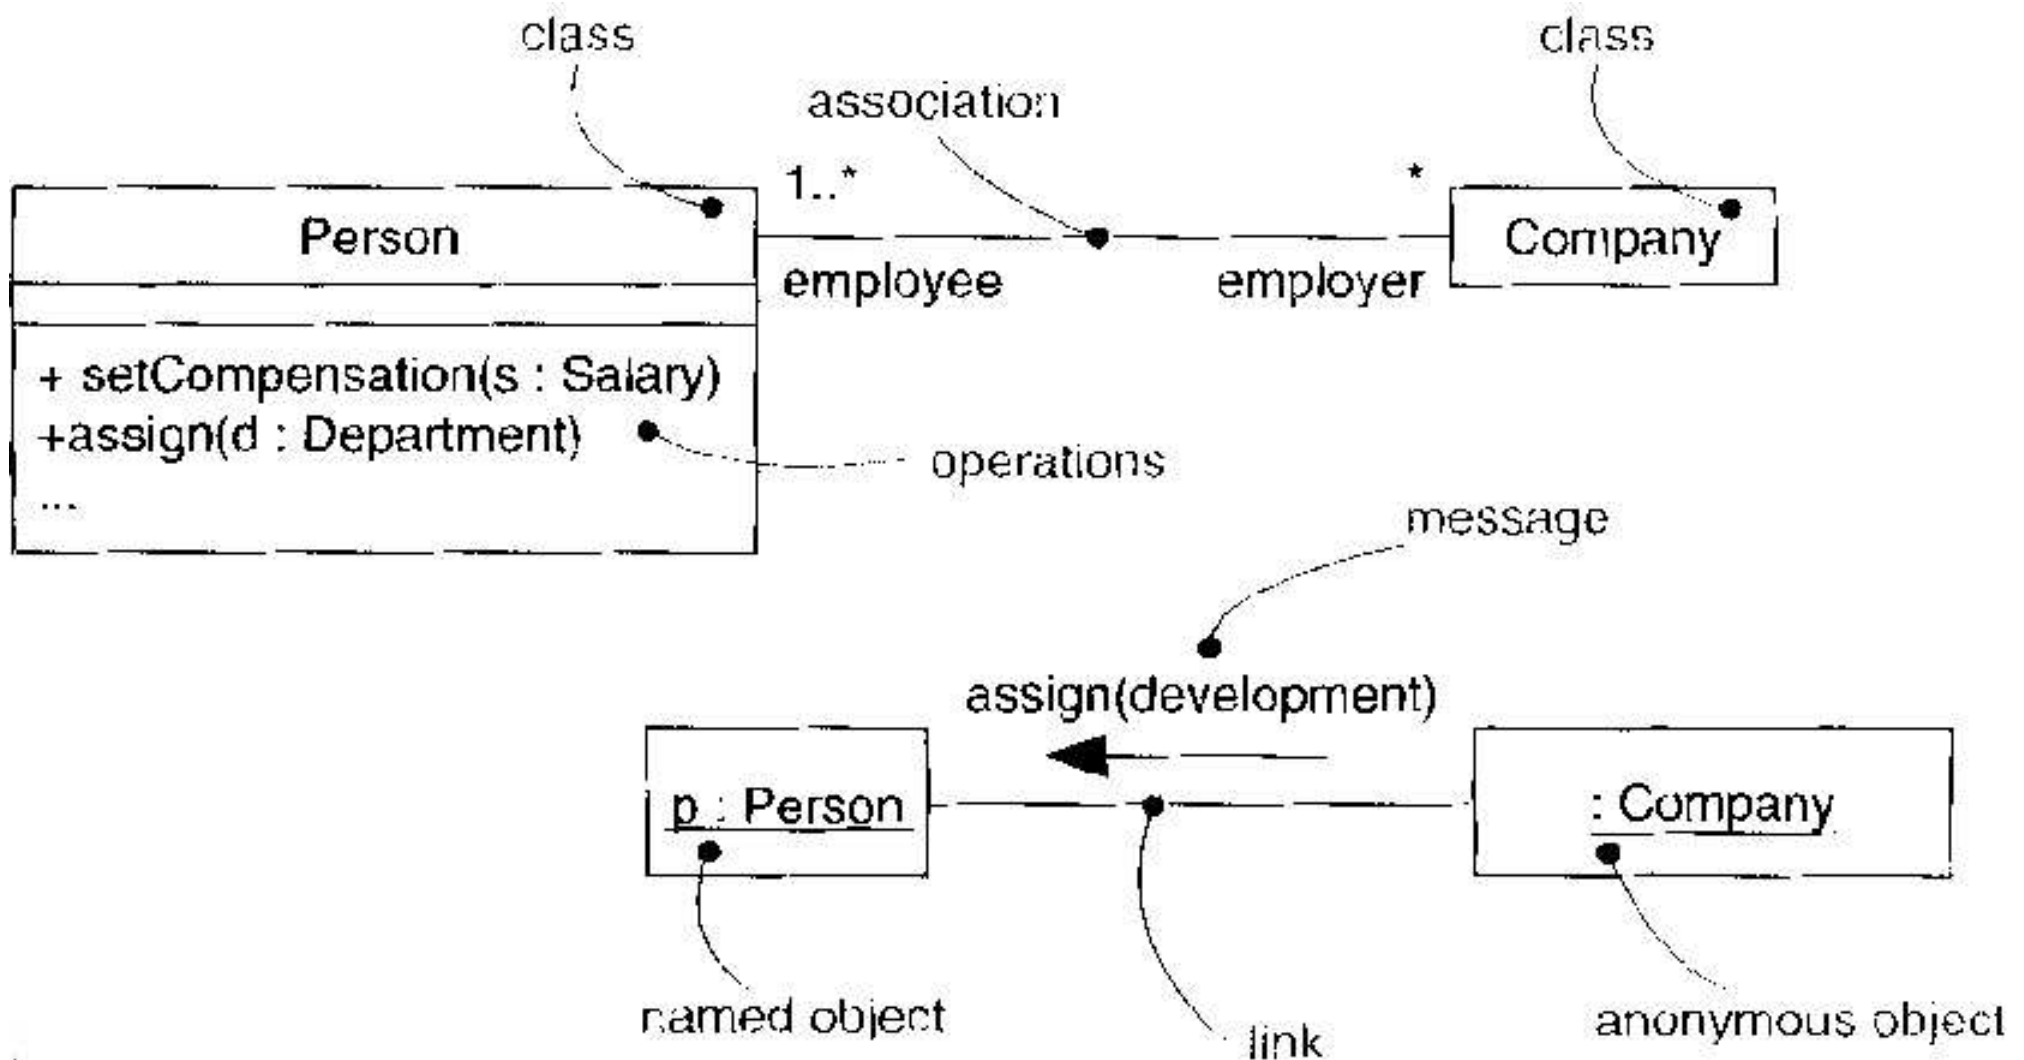 class
class
association
1..*
*
Person
Company
employee
employer
+ setCompensation(s : Salary)
+assign(d : Department)
...
operations
message
assign(development)
p : Person
: Company
named object
link
anonymous object